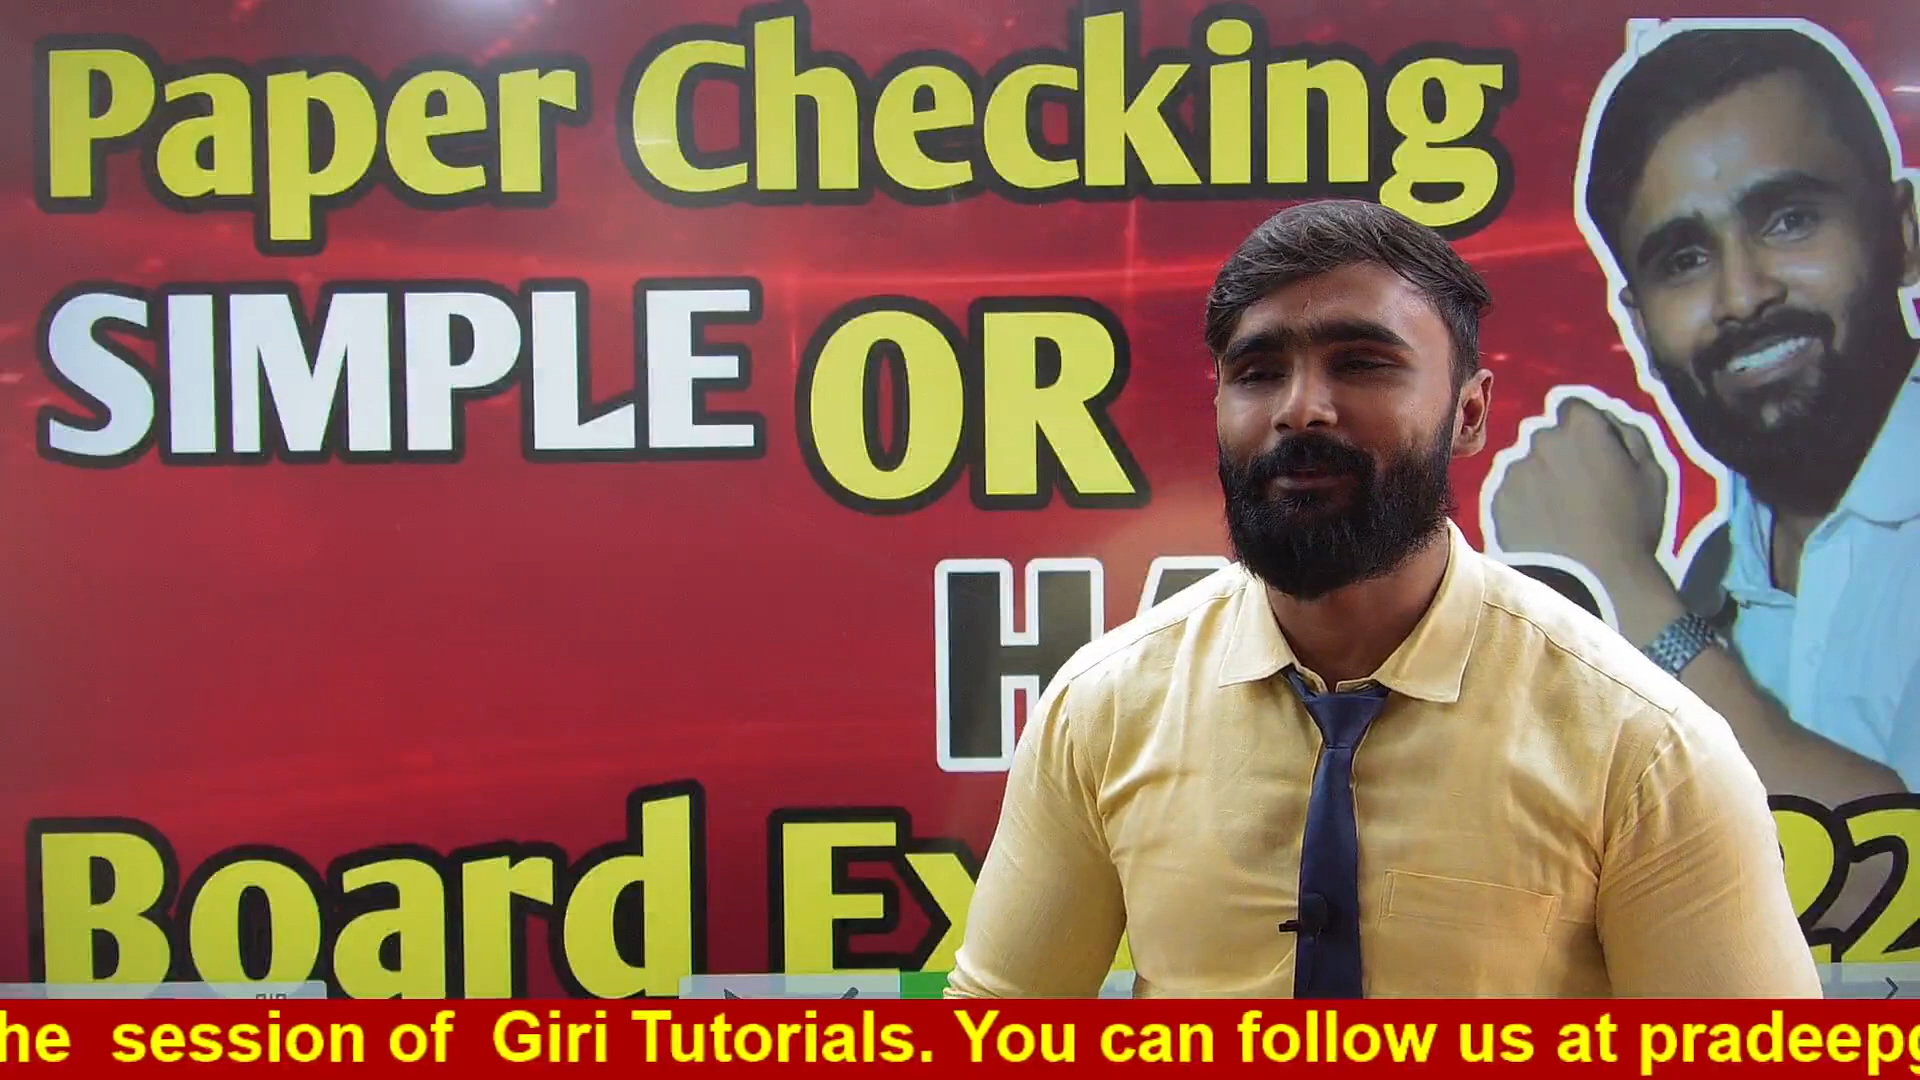 Paper Checking
SIMPLE OR
Board
he session of Giri Tutorials. You can follow us at